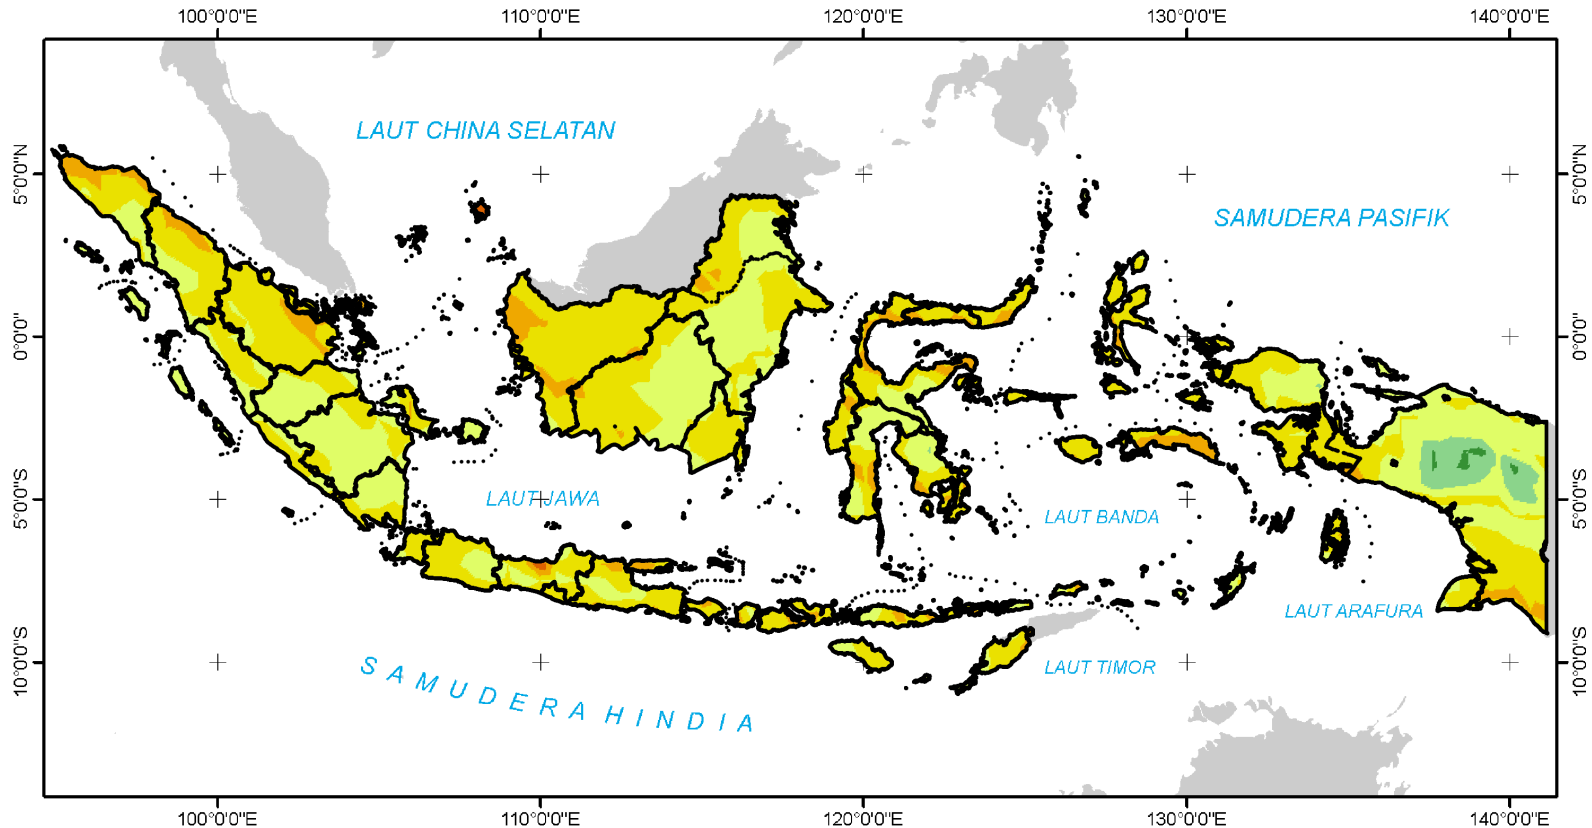 100°0'0"E 110°0'0"E 120°0'0"E 130°0'0"E 140°0'0"E
LAUT CHINA SELATAN
5°0'0"N 5°0'0"N
SAMUDERA PASIFIK
0°0'0" 0°0'0"
5°0'0"S 5°0'0"S
LAUT JAWA
LAUT BANDA
LAUT ARAFURA
10°0'0"S 10°0'0"S
LAUT TIMOR
SAMUDERA HINDIA
100°0'0"E 110°0'0"E 120°0'0"E 130°0'0"E 140°0'0"E